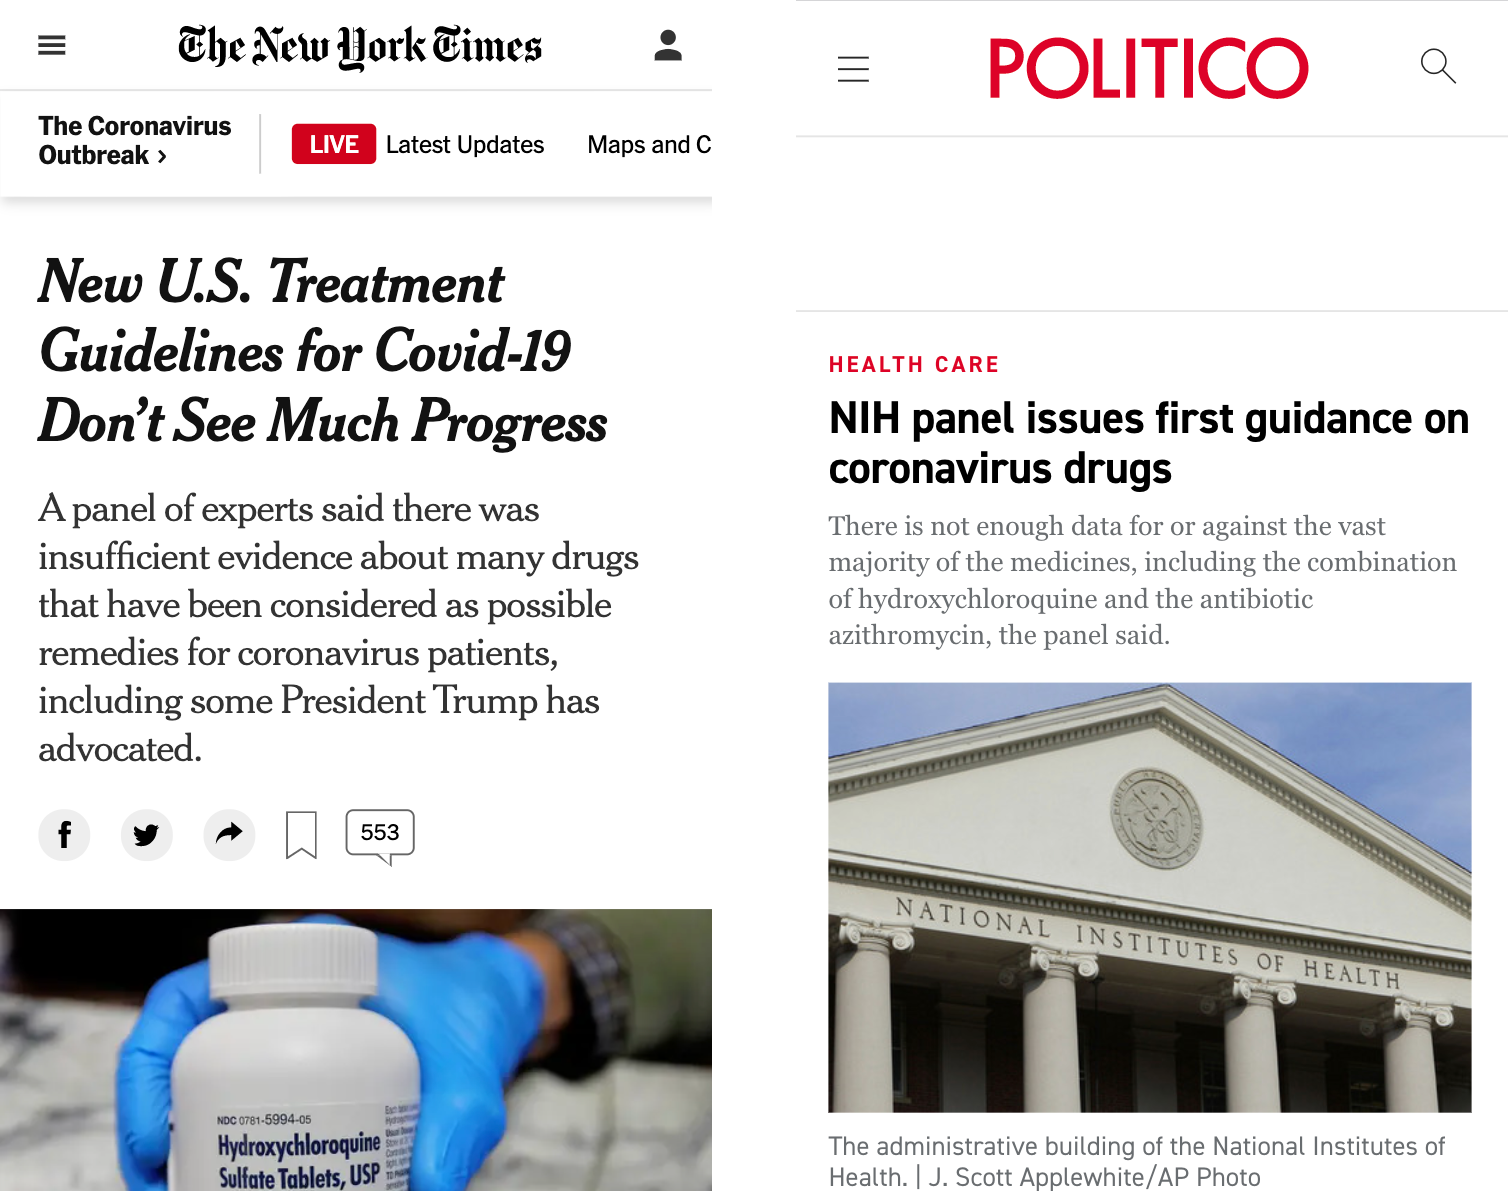 The New York Times
The Coronavirus
Outbreak ›
LIVE Latest Updates Maps and C
New U.S. Treatment
Guidelines for Covid-19
Don't See Much Progress
A panel of experts said there was
insufficient evidence about many drugs
that have been considered as possible
remedies for coronavirus patients,
including some President Trump has
advocated.
553
NDC 0781-5994-05
Hydroxychloroquine
Sulfate Tablets, USP
POLITICO
HEALTH CARE
NIH panel issues first guidance on
coronavirus drugs
There is not enough data for or against the vast
majority of the medicines, including the combination
of hydroxychloroquine and the antibiotic
azithromycin, the panel said.
NATIONAL INSTITUTES OF HEALTH
The administrative building of the National Institutes of
Health. | J. Scott Applewhite/AP Photo